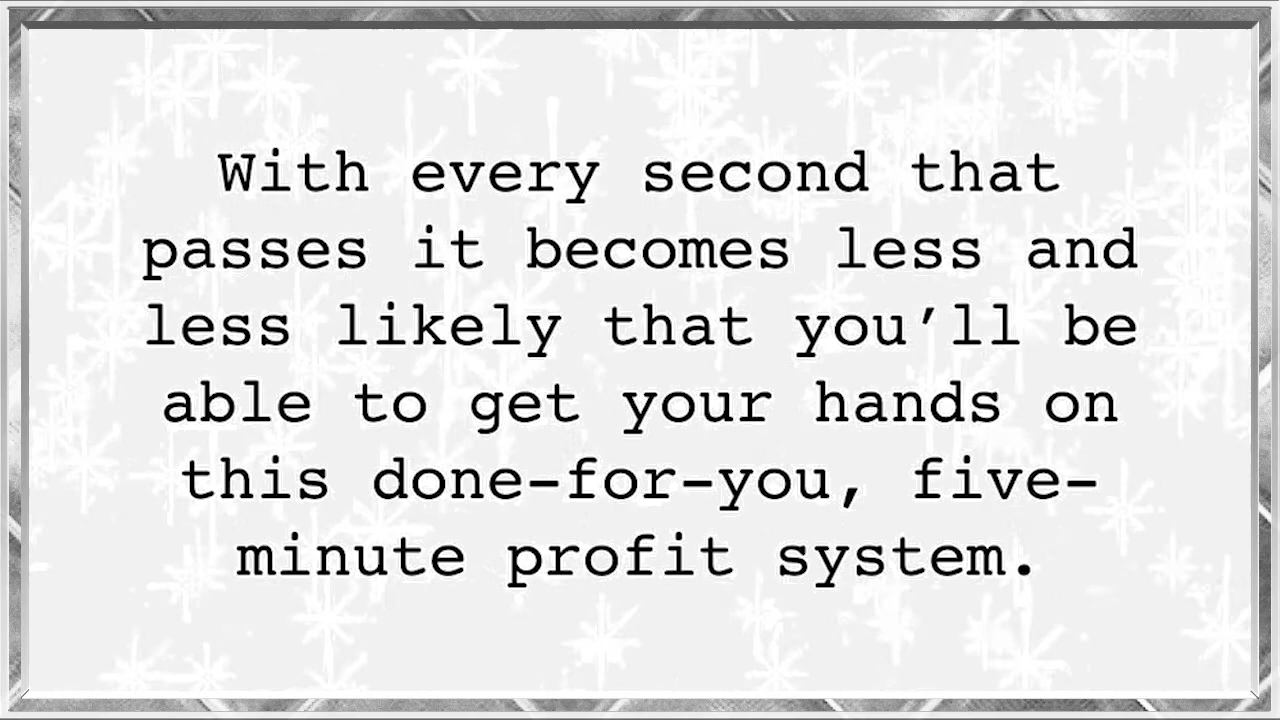 With every second that
passes it becomes less and
less likely that you’ll be
able to get your hands on
this done-for-you, five-
minute profit system.